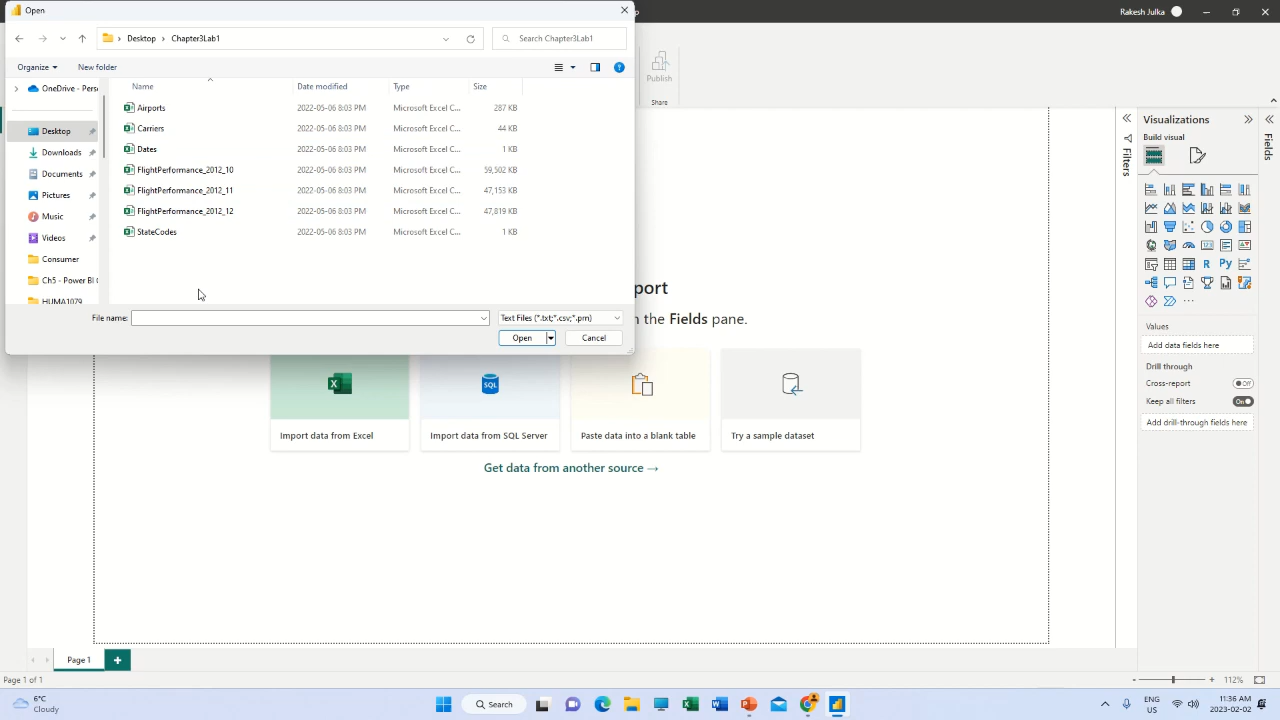 Open
Rakesh Julka
Desktop > Chapter3Lab1
Search Chapter3Lab1
Organize
New folder
Publish
Share
Name
Date modified
Type
Size
OneDrive - Pers
Desktop
Downloads
Documents
Pictures
Music
Videos
Consumer
Ch5 - Power BI
HUMA1079
Airports 2022-05-06 8:03 PM Microsoft Excel C... 287 KB
Carriers 2022-05-06 8:03 PM Microsoft Excel C... 44 KB
Dates 2022-05-06 8:03 PM Microsoft Excel C... 1 KB
FlightPerformance_2012_10 2022-05-06 8:03 PM Microsoft Excel C... 59,502 KB
FlightPerformance_2012_11 2022-05-06 8:03 PM Microsoft Excel C... 47,153 KB
FlightPerformance_2012_12 2022-05-06 8:03 PM Microsoft Excel C... 47,819 KB
StateCodes 2022-05-06 8:03 PM Microsoft Excel C... 1 KB
File name:
Text Files (*.txt;*.csv;*.prn)
Open
Cancel
port
n the Fields pane.
Import data from Excel
SQL
Import data from SQL Server
Paste data into a blank table
Try a sample dataset
Get data from another source →
Filters
Visualizations
Build visual
123
R
Py
...
Values
Add data fields here
Drill through
Cross-report
Off
Keep all filters
On
Add drill-through fields here
Fields
Page 1
Page 1 of 1
112%
6°C
Cloudy
Search
ENG
US
11:36 AM
2023-02-02